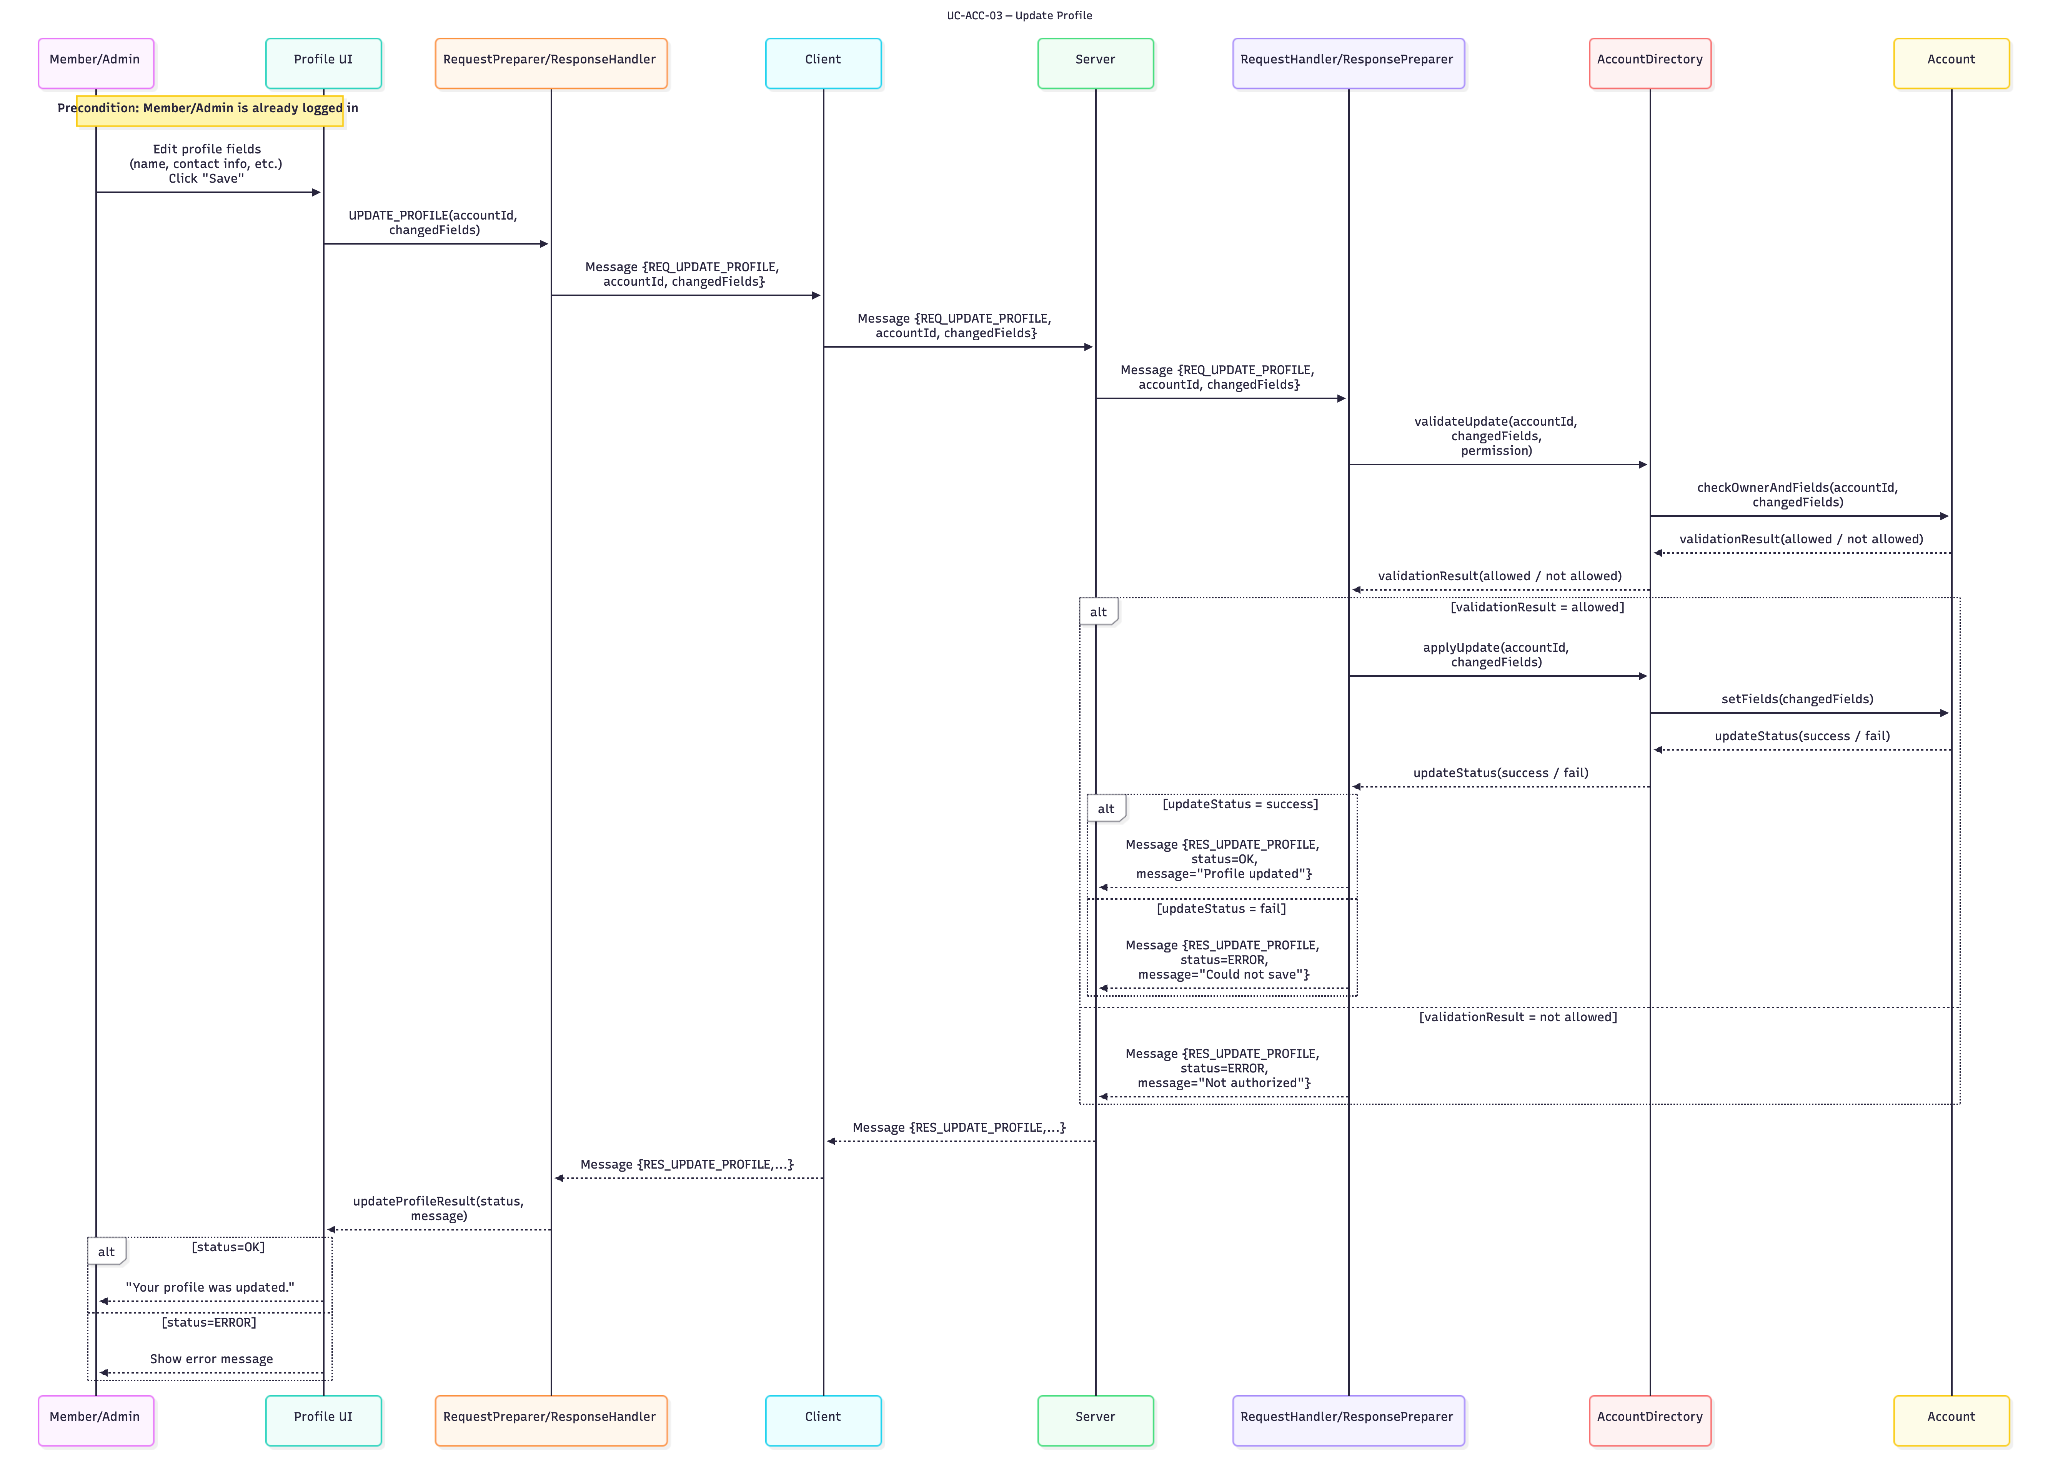 UC-ACC-03 – Update Profile
Member/Admin
Profile UI
RequestPreparer/ResponseHandler
Client
Server
RequestHandler/ResponsePreparer
AccountDirectory
Account
Precondition: Member/Admin is already logged in
Edit profile fields
(name, contact info, etc.)
Click "Save"
UPDATE_PROFILE(accountId,
changedFields)
Message {REQ_UPDATE_PROFILE,
accountId, changedFields}
Message {REQ_UPDATE_PROFILE,
accountId, changedFields}
Message {REQ_UPDATE_PROFILE,
accountId, changedFields}
validateUpdate(accountId,
changedFields,
permission)
checkOwnerAndFields(accountId,
changedFields)
validationResult(allowed / not allowed)
validationResult(allowed / not allowed)
alt
[validationResult = allowed]
applyUpdate(accountId,
changedFields)
setFields(changedFields)
updateStatus(success / fail)
updateStatus(success / fail)
alt
[updateStatus = success]
Message {RES_UPDATE_PROFILE,
status=OK,
message="Profile updated"}
[updateStatus = fail]
Message {RES_UPDATE_PROFILE,
status=ERROR,
message="Could not save"}
[validationResult = not allowed]
Message {RES_UPDATE_PROFILE,
status=ERROR,
message="Not authorized"}
Message {RES_UPDATE_PROFILE,...}
Message {RES_UPDATE_PROFILE,...}
updateProfileResult(status,
message)
alt
[status=OK]
"Your profile was updated."
[status=ERROR]
Show error message
Member/Admin
Profile UI
RequestPreparer/ResponseHandler
Client
Server
RequestHandler/ResponsePreparer
AccountDirectory
Account